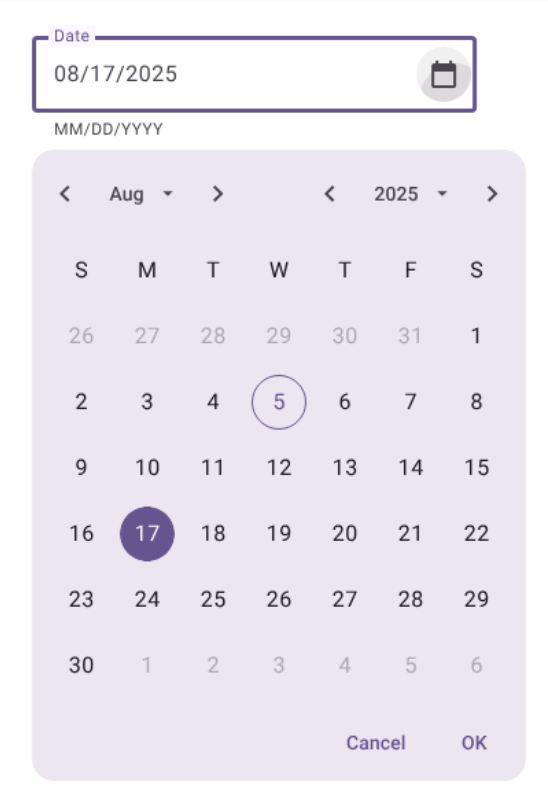 Date
08/17/2025
MM/DD/YYYY
Aug 2025
S M T W T F S
26 27 28 29 30 31 1
2 3 4 5 6 7 8
9 10 11 12 13 14 15
16 17 18 19 20 21 22
23 24 25 26 27 28 29
30 1 2 3 4 5 6
Cancel OK